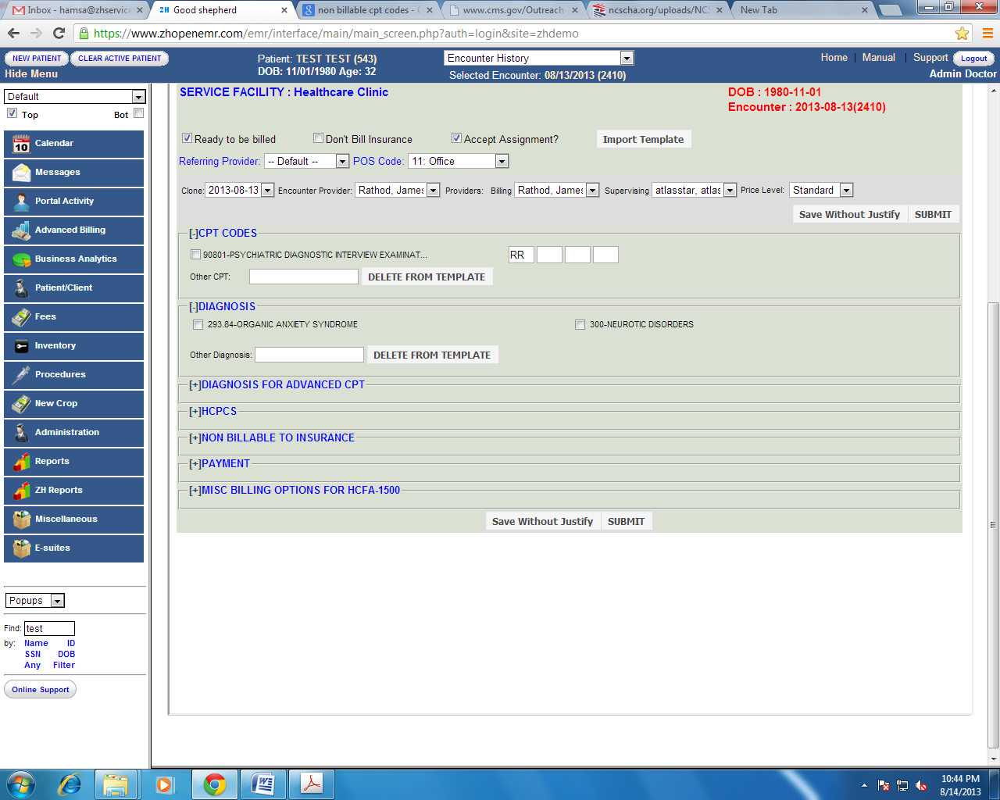 Inbox - hamsa@zhservice
Good shepherd
non billable cpt codes - G
www.cms.gov/Outreach
ncscha.org/uploads/NCS
New Tab
https://www.zhopenemr.com/emr/interface/main/main_screen.php?auth=login&site=zhdemo
NEW PATIENT CLEAR ACTIVE PATIENT
Hide Menu
Patient: TEST TEST (543)
DOB: 11/01/1980 Age: 32
Encounter History
Selected Encounter: 08/13/2013 (2410)
Home | Manual | Support Logout
Admin Doctor
Default
Top Bot
Calendar
Messages
Portal Activity
Advanced Billing
Business Analytics
Patient/Client
Fees
Inventory
Procedures
New Crop
Administration
Reports
ZH Reports
Miscellaneous
E-suites
Popups
Find: test
by: Name ID
SSN DOB
Any Filter
Online Support
SERVICE FACILITY : Healthcare Clinic
DOB : 1980-11-01
Encounter : 2013-08-13(2410)
Ready to be billed Don't Bill Insurance Accept Assignment? Import Template
Referring Provider: -- Default -- POS Code: 11: Office
Clone: 2013-08-13 Encounter Provider: Rathod, James Providers: Billing Rathod, James Supervising atlasstar, atlas Price Level: Standard
Save Without Justify SUBMIT
[-]CPT CODES
90801-PSYCHIATRIC DIAGNOSTIC INTERVIEW EXAMINAT... RR
Other CPT: DELETE FROM TEMPLATE
[-]DIAGNOSIS
293.84-ORGANIC ANXIETY SYNDROME 300-NEUROTIC DISORDERS
Other Diagnosis: DELETE FROM TEMPLATE
[+]DIAGNOSIS FOR ADVANCED CPT
[+]HCPCS
[+]NON BILLABLE TO INSURANCE
[+]PAYMENT
[+]MISC BILLING OPTIONS FOR HCFA-1500
Save Without Justify SUBMIT
10:44 PM
8/14/2013